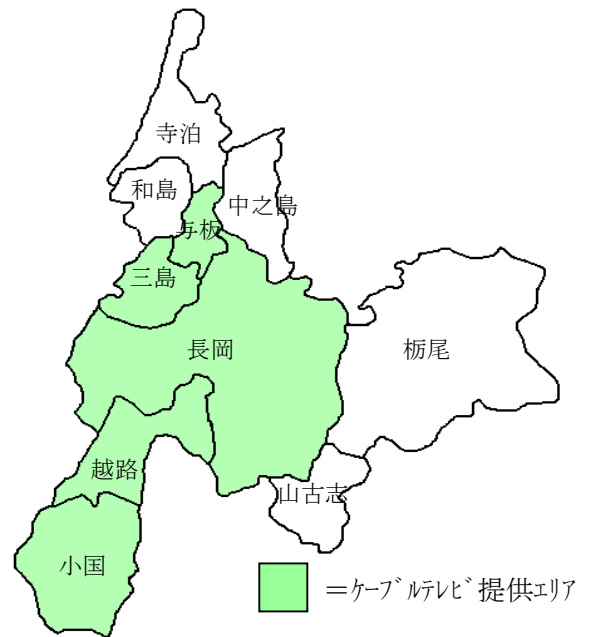 寺泊
和島
中之島
与板
三島
長岡
栃尾
越路
山古志
小国
＝ｹｰﾌﾞﾙﾃﾚﾋﾞ提供ｴﾘｱ